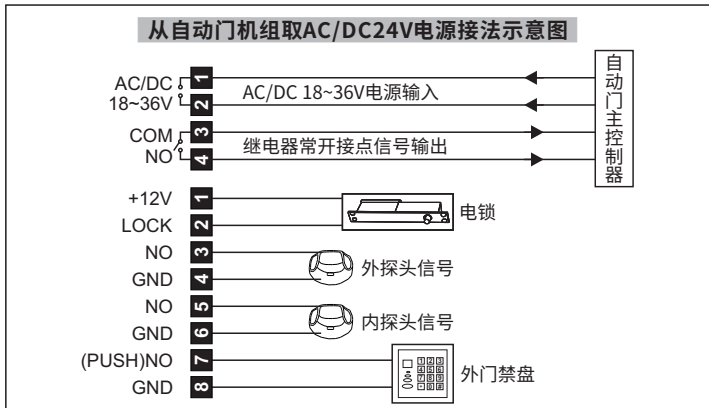 从自动门机组取AC/DC24V电源接法示意图
AC/DC
18~36V
1
2
AC/DC 18~36V电源输入
COM
NO
3
4
继电器常开接点信号输出
自动门主控制器
+12V 1
LOCK 2
电锁
NO 3
GND 4
外探头信号
NO 5
GND 6
内探头信号
(PUSH)NO 7
GND 8
外门禁盘